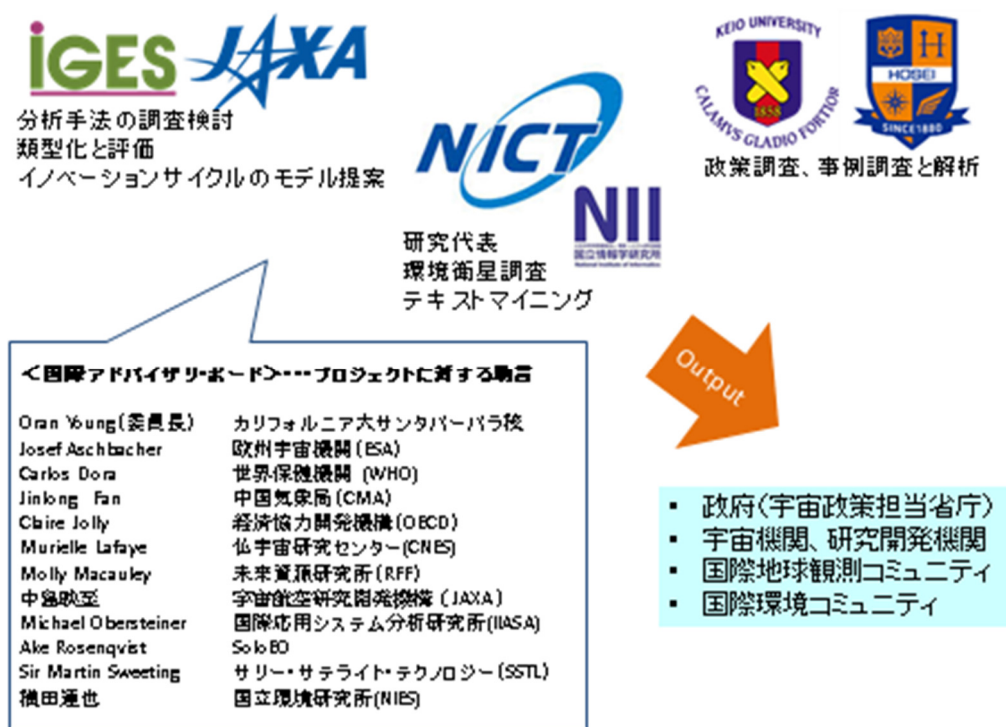 iGES JAXA
分析手法の調査検討
類型化と評価
イノベーションサイクルのモデル提案
NICT
NII
国立情報学研究所
National Institute of Informatics
研究代表
環境衛星調査
テキストマイニング
KEIO UNIVERSITY
1858
CALAMVS GLADIO FORTIOR
HOSEI
SINCE1880
政策調査、事例調査と解析
<国際アドバイザリ・ボード>・・・プロジェクトに対する助言
Oran Young(委員長) カリフォルニア大サンタバーバラ校
Josef Aschbacher 欧州宇宙機関(ESA)
Carlos Dora 世界保健機関 (WHO)
Jinlong Fan 中国気象局(CMA)
Claire Jolly 経済協力開発機構(OECD)
Murielle Lafaye 仏宇宙研究センター(CNES)
Molly Macauley 未来資源研究所(RFF)
中島映至 宇宙航空研究開発機構 (JAXA)
Michael Obersteiner 国際応用システム分析研究所(IIASA)
Ake Rosenqvist SoloEO
Sir Martin Sweeting サリー・サテライト・テクノロジー(SSTL)
横田達也 国立環境研究所(NIES)
Output
▪ 政府(宇宙政策担当省庁)
▪ 宇宙機関、研究開発機関
▪ 国際地球観測コミュニティ
▪ 国際環境コミュニティ